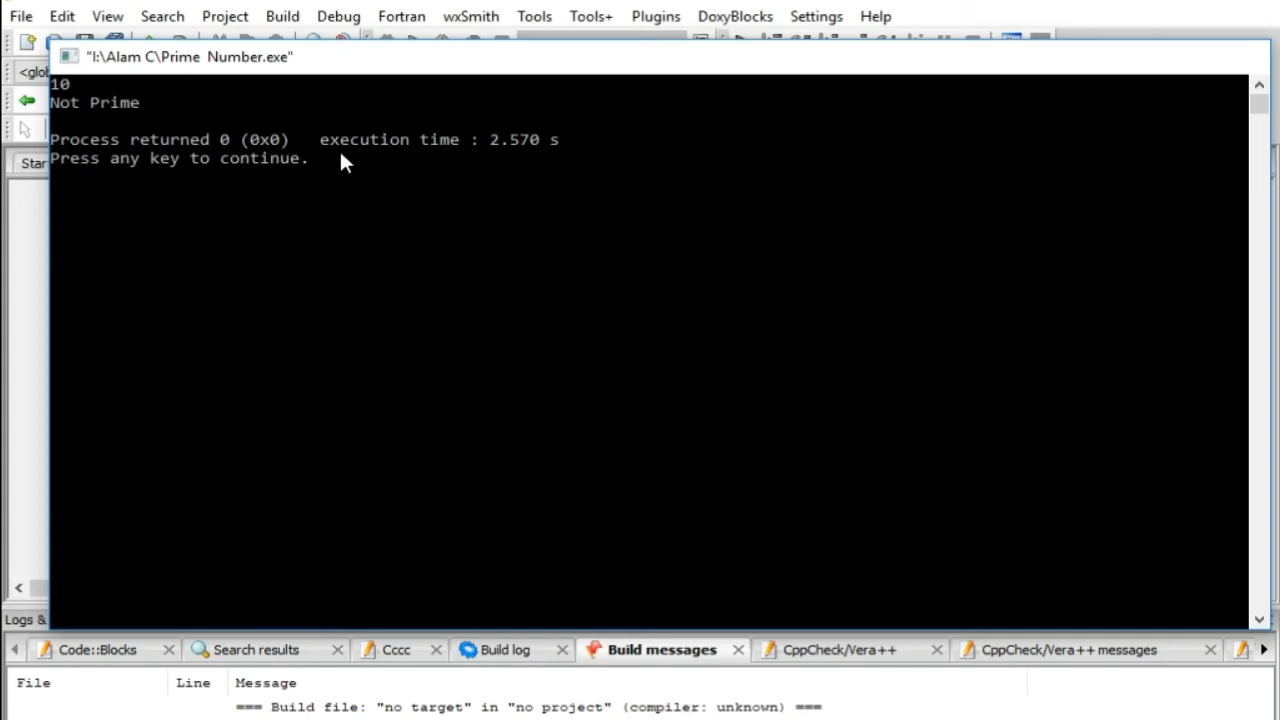 File Edit View Search Project Build Debug Fortran wxSmith Tools Tools+ Plugins DoxyBlocks Settings Help
"I:\Alam C\Prime  Number.exe"
<glob
10
Not Prime
Process returned 0 (0x0)   execution time : 2.570 s
Press any key to continue.
Star
Logs &
Code::Blocks Search results Cccc Build log Build messages CppCheck/Vera++ CppCheck/Vera++ messages
File Line Message
=== Build file: "no target" in "no project" (compiler: unknown) ===